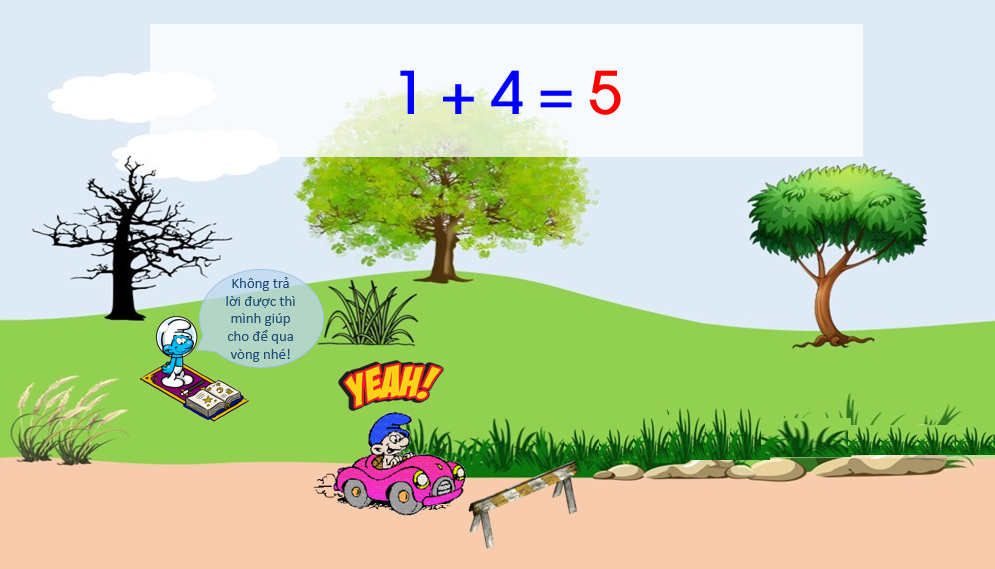 1 + 4 = 5
Không trả
lời được thì
mình giúp
cho để qua
vòng nhé!
YEAH!